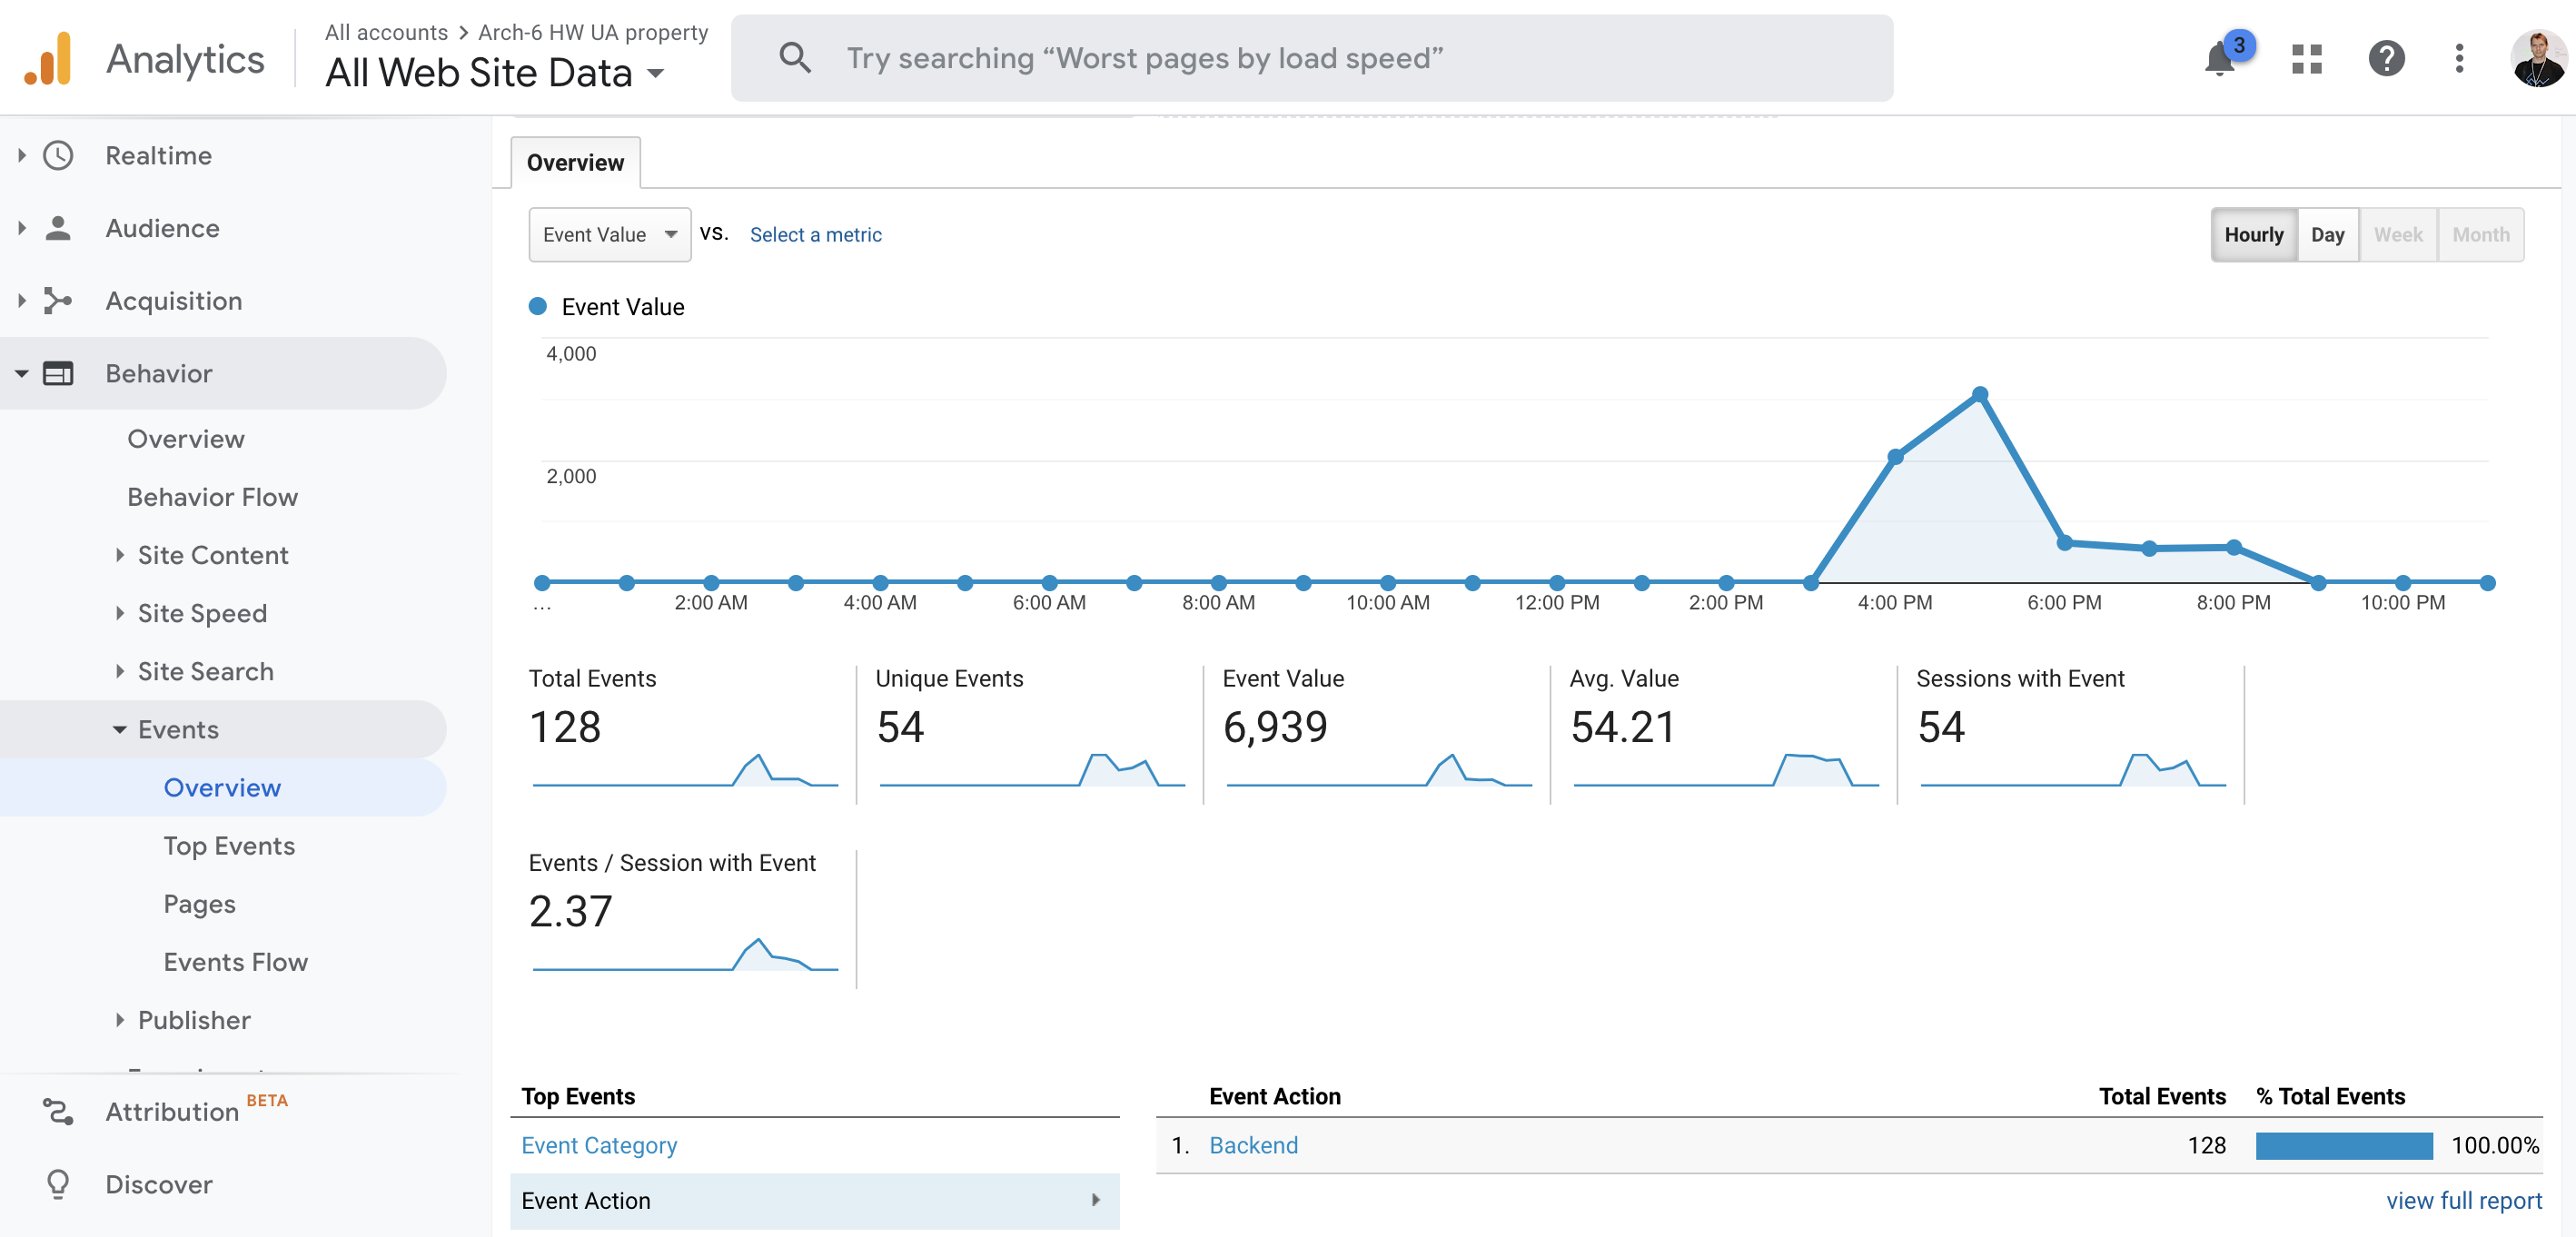 Analytics
All accounts > Arch-6 HW UA property
All Web Site Data
Try searching “Worst pages by load speed”
3
Realtime
Audience
Acquisition
Behavior
Overview
Behavior Flow
Site Content
Site Speed
Site Search
Events
Overview
Top Events
Pages
Events Flow
Publisher
Attribution BETA
Discover
Overview
Event Value VS. Select a metric
Hourly Day Week Month
Event Value
4,000
2,000
... 2:00 AM 4:00 AM 6:00 AM 8:00 AM 10:00 AM 12:00 PM 2:00 PM 4:00 PM 6:00 PM 8:00 PM 10:00 PM
Total Events
128
Unique Events
54
Event Value
6,939
Avg. Value
54.21
Sessions with Event
54
Events / Session with Event
2.37
Top Events
Event Category
Event Action
Event Action Total Events % Total Events
1. Backend 128 100.00%
view full report